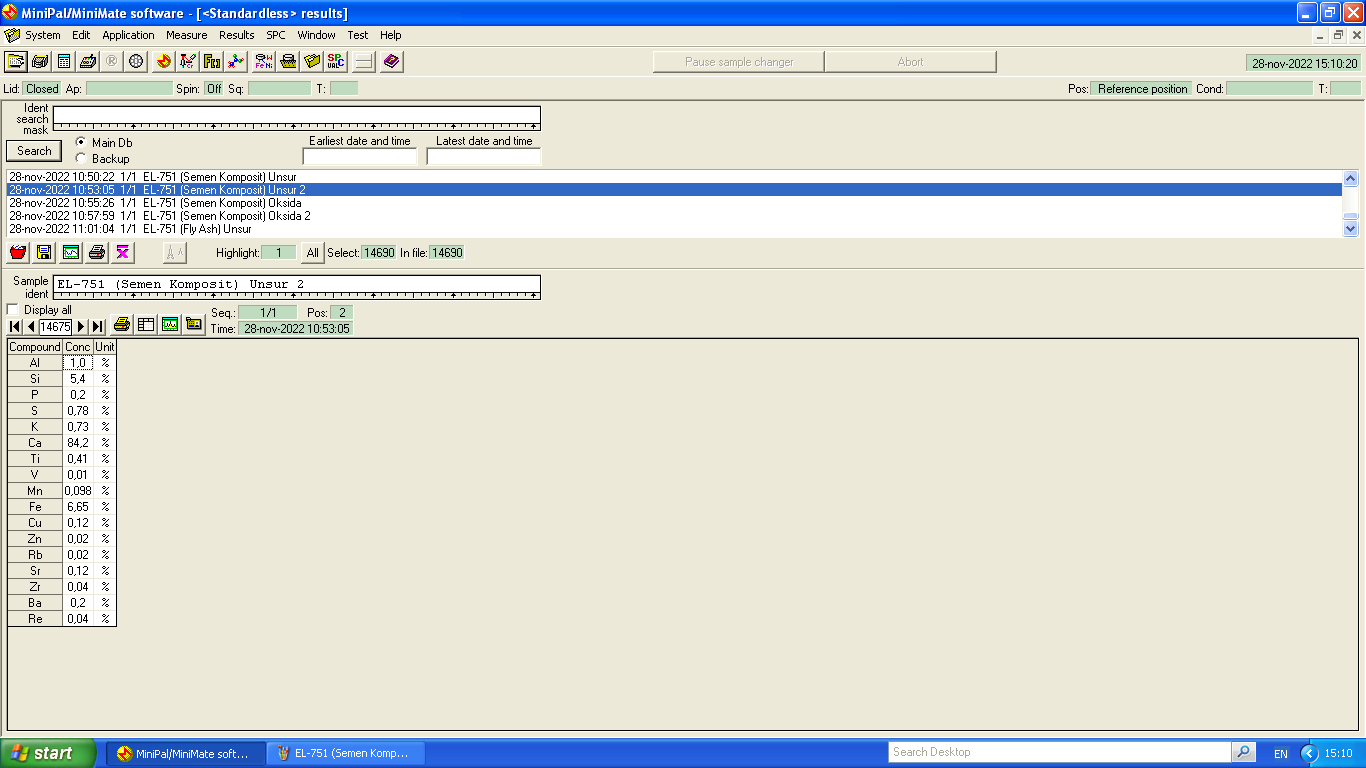 MiniPal/MiniMate software - [<Standardless> results]
System Edit Application Measure Results SPC Window Test Help
Pause sample changer Abort 28-nov-2022 15:10:20
Lid: Closed Ap: Spin: Off Sq: T: Pos: Reference position Cond: T:
Ident search mask
Earliest date and time Latest date and time
Search Main Db
Backup
28-nov-2022 10:50:22 1/1 EL-751 (Semen Komposit) Unsur
28-nov-2022 10:53:05 1/1 EL-751 (Semen Komposit) Unsur 2
28-nov-2022 10:55:26 1/1 EL-751 (Semen Komposit) Oksida
28-nov-2022 10:57:59 1/1 EL-751 (Semen Komposit) Oksida 2
28-nov-2022 11:01:04 1/1 EL-751 (Fly Ash) Unsur
Highlight: 1 All Select: 14690 In file: 14690
Sample ident EL-751 (Semen Komposit) Unsur 2
Display all Seq.: 1/1 Pos: 2
14675 Time: 28-nov-2022 10:53:05
Compound Conc Unit
Al 1,0 %
Si 5,4 %
P 0,2 %
S 0,78 %
K 0,73 %
Ca 84,2 %
Ti 0,41 %
V 0,01 %
Mn 0,098 %
Fe 6,65 %
Cu 0,12 %
Zn 0,02 %
Rb 0,02 %
Sr 0,12 %
Zr 0,04 %
Ba 0,2 %
Re 0,04 %
start MiniPal/MiniMate soft... EL-751 (Semen Komp... Search Desktop EN 15:10